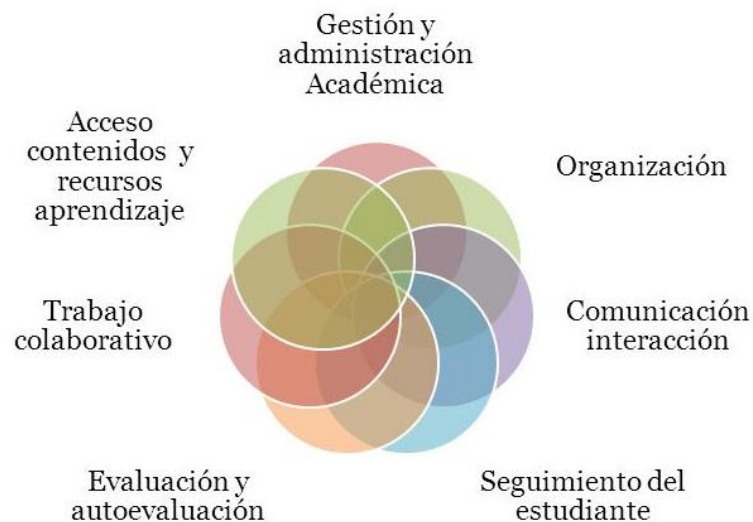 Gestión y
administración
Académica
Organización
Comunicación
interacción
Seguimiento del
estudiante
Evaluación y
autoevaluación
Trabajo
colaborativo
Acceso
contenidos y
recursos
aprendizaje